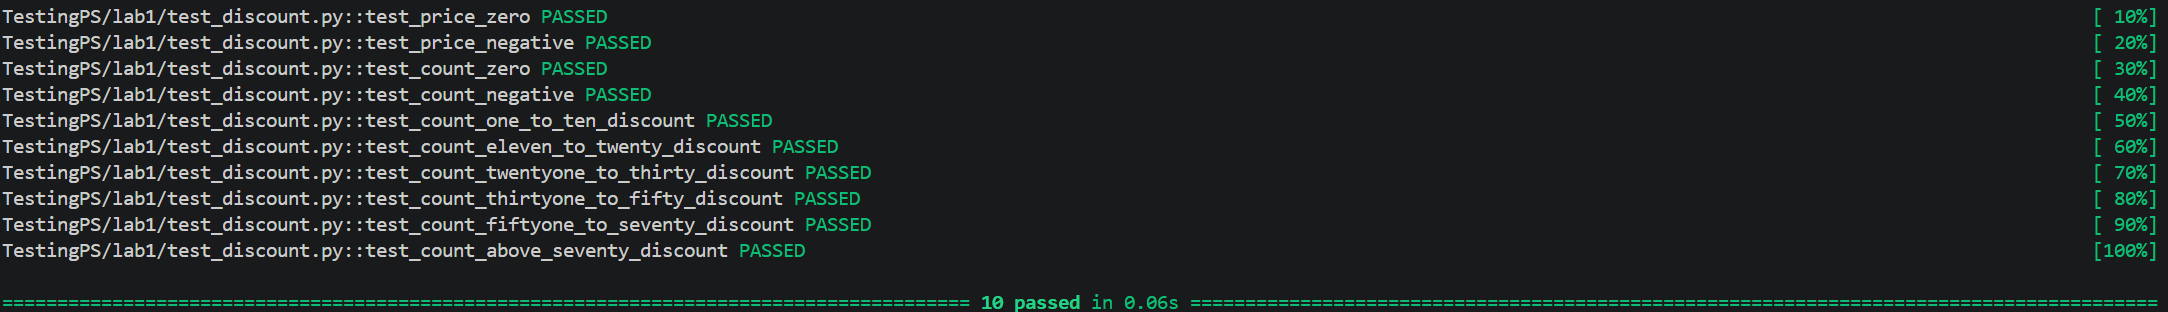 TestingPS/lab1/test_discount.py::test_price_zero PASSED [ 10%]
TestingPS/lab1/test_discount.py::test_price_negative PASSED [ 20%]
TestingPS/lab1/test_discount.py::test_count_zero PASSED [ 30%]
TestingPS/lab1/test_discount.py::test_count_negative PASSED [ 40%]
TestingPS/lab1/test_discount.py::test_count_one_to_ten_discount PASSED [ 50%]
TestingPS/lab1/test_discount.py::test_count_eleven_to_twenty_discount PASSED [ 60%]
TestingPS/lab1/test_discount.py::test_count_twentyone_to_thirty_discount PASSED [ 70%]
TestingPS/lab1/test_discount.py::test_count_thirtyone_to_fifty_discount PASSED [ 80%]
TestingPS/lab1/test_discount.py::test_count_fiftyone_to_seventy_discount PASSED [ 90%]
TestingPS/lab1/test_discount.py::test_count_above_seventy_discount PASSED [100%]
======================================================================================== 10 passed in 0.06s ========================================================================================